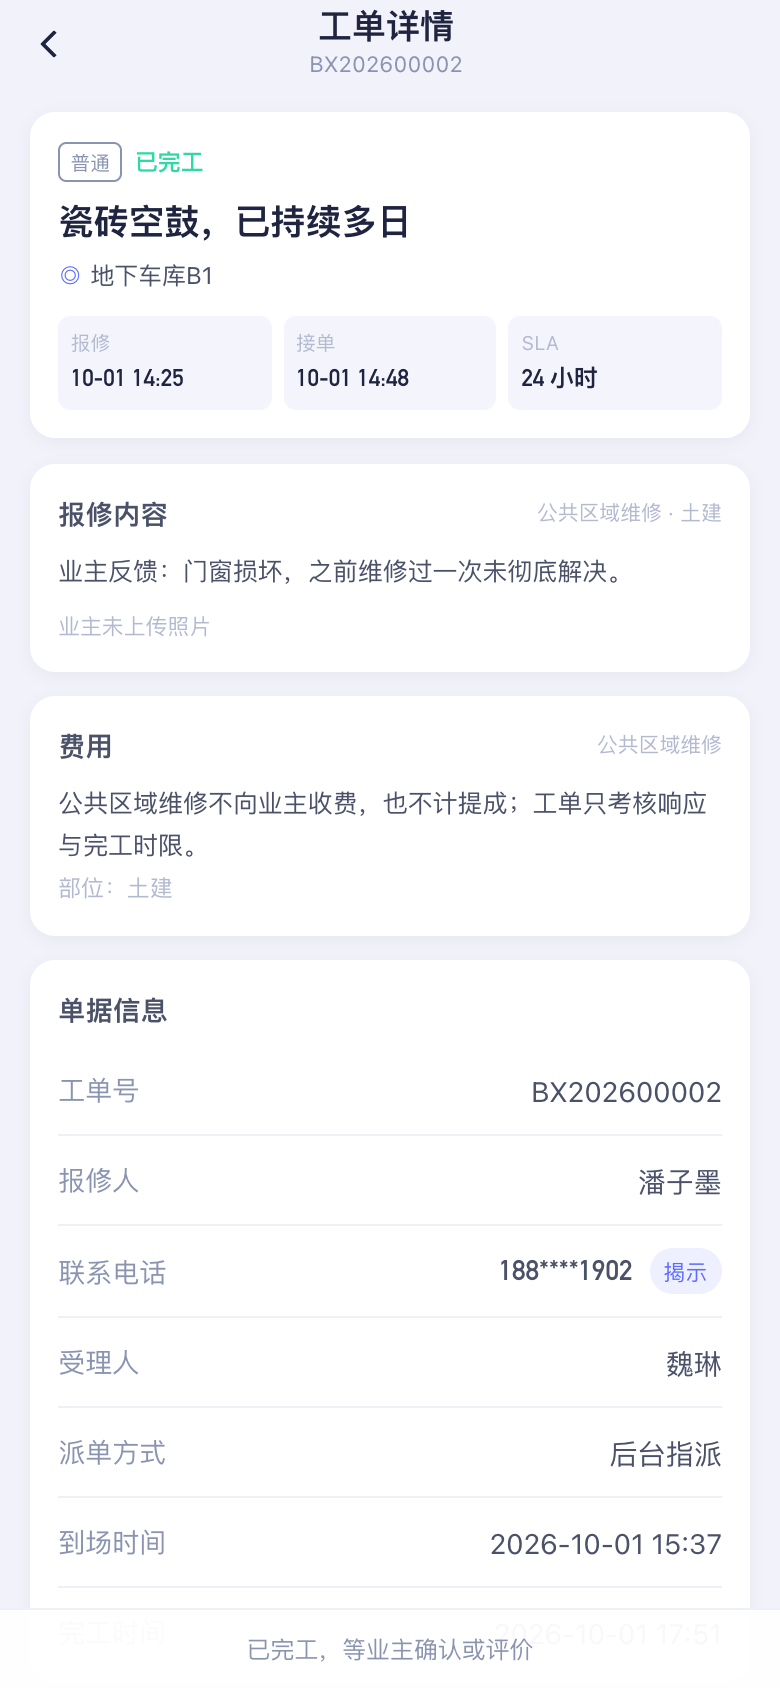 工单详情
BX202600002
普通 已完工
瓷砖空鼓，已持续多日
地下车库B1
报修 接单 SLA
10-01 14:25 10-01 14:48 24 小时
报修内容 公共区域维修 · 土建
业主反馈：门窗损坏，之前维修过一次未彻底解决。
业主未上传照片
费用 公共区域维修
公共区域维修不向业主收费，也不计提成；工单只考核响应
与完工时限。
部位：土建
单据信息
工单号 BX202600002
报修人 潘子墨
联系电话 188****1902 揭示
受理人 魏琳
派单方式 后台指派
到场时间 2026-10-01 15:37
完工时间 2026-10-01 17:51
已完工，等业主确认或评价